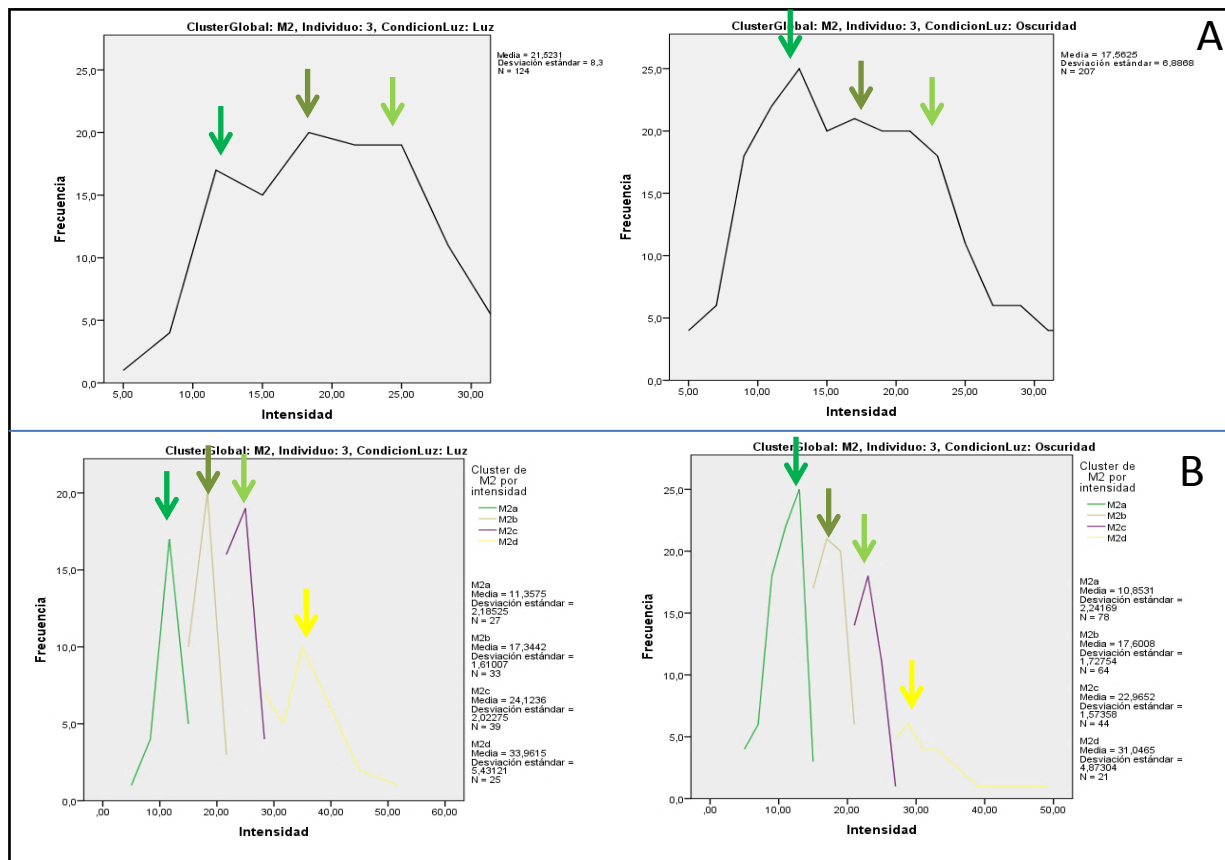 A
ClusterGlobal: M2, Individuo: 3, CondicionLuz: Luz
Media = 21,5231
Desviación estándar = 8,3
N = 124
Frecuencia
25,0
20,0
15,0
10,0
5,0
0,0
5,00 10,00 15,00 20,00 25,00 30,00
Intensidad
ClusterGlobal: M2, Individuo: 3, CondicionLuz: Oscuridad
Media = 17,5625
Desviación estándar = 6,8868
N = 207
Frecuencia
25,0
20,0
15,0
10,0
5,0
0,0
5,00 10,00 15,00 20,00 25,00 30,00
Intensidad
B
ClusterGlobal: M2, Individuo: 3, CondicionLuz: Luz
Frecuencia
20,0
15,0
10,0
5,0
0,0
,00 10,00 20,00 30,00 40,00 50,00 60,00
Intensidad
Cluster de
M2 por
intensidad
M2a
M2b
M2c
M2d
M2a
Media = 11,3575
Desviación estándar =
2,18525
N = 27
M2b
Media = 17,3442
Desviación estándar =
1,61007
N = 33
M2c
Media = 24,1236
Desviación estándar =
2,02275
N = 39
M2d
Media = 33,9615
Desviación estándar =
5,43121
N = 25
ClusterGlobal: M2, Individuo: 3, CondicionLuz: Oscuridad
Frecuencia
25,0
20,0
15,0
10,0
5,0
0,0
,00 10,00 20,00 30,00 40,00 50,00
Intensidad
Cluster de
M2 por
intensidad
M2a
M2b
M2c
M2d
M2a
Media = 10,8531
Desviación estándar =
2,24169
N = 78
M2b
Media = 17,6008
Desviación estándar =
1,72754
N = 64
M2c
Media = 22,9652
Desviación estándar =
1,57358
N = 44
M2d
Media = 31,0465
Desviación estándar =
4,87304
N = 21